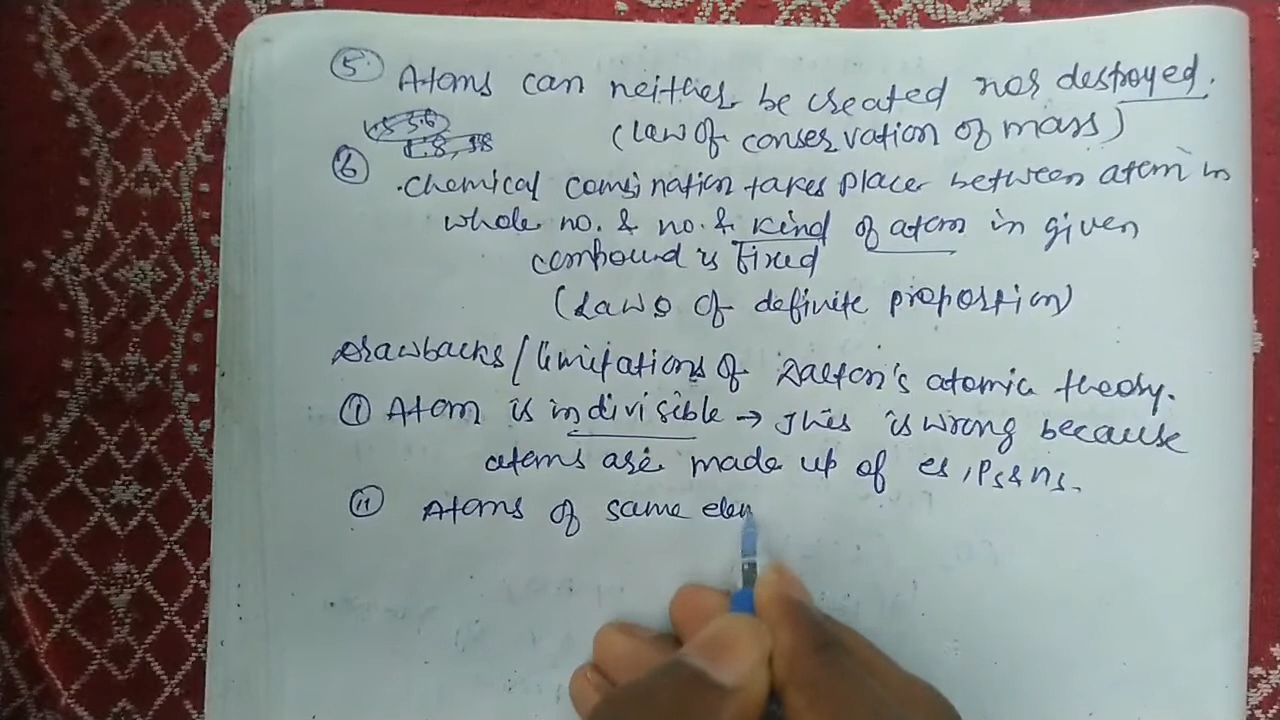 5. Atoms can neither be created nor destroyed.
(law of conservation of mass)
6 .Chemical combination takes place between atom in
whole no. & no. & kind of atom in given
compound is fixed
(Laws of definite proportion)
Drawbacks/limitations of Dalton's atomic theory.
(i) Atom is indivisible → This is wrong because
atoms are made up of es, Ps & ns.
(ii) Atoms of same elem